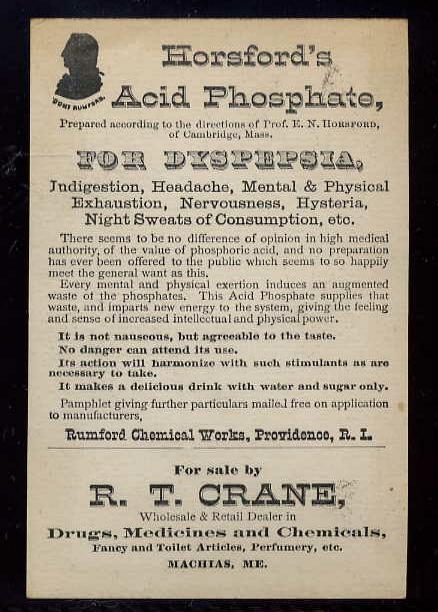 COUNT RUMFORD.
Horsford's
Acid Phosphate,
Prepared according to the directions of Prof. E. N. HORSFORD,
of Cambridge, Mass.
FOR DYSPEPSIA,
Indigestion, Headache, Mental & Physical
Exhaustion, Nervousness, Hysteria,
Night Sweats of Consumption, etc.
There seems to be no difference of opinion in high medical
authority, of the value of phosphoric acid, and no preparation
has ever been offered to the public which seems to so happily
meet the general want as this.
Every mental and physical exertion induces an augmented
waste of the phosphates. This Acid Phosphate supplies that
waste, and imparts new energy to the system, giving the feeling
and sense of increased intellectual and physical power.
It is not nauseous, but agreeable to the taste.
No danger can attend its use.
Its action will harmonize with such stimulants as are
necessary to take.
It makes a delicious drink with water and sugar only.
Pamphlet giving further particulars mailed free on application
to manufacturers,
Rumford Chemical Works, Providence, R. I.
For sale by
R. T. CRANE,
Wholesale & Retail Dealer in
Drugs, Medicines and Chemicals,
Fancy and Toilet Articles, Perfumery, etc.
MACHIAS, ME.